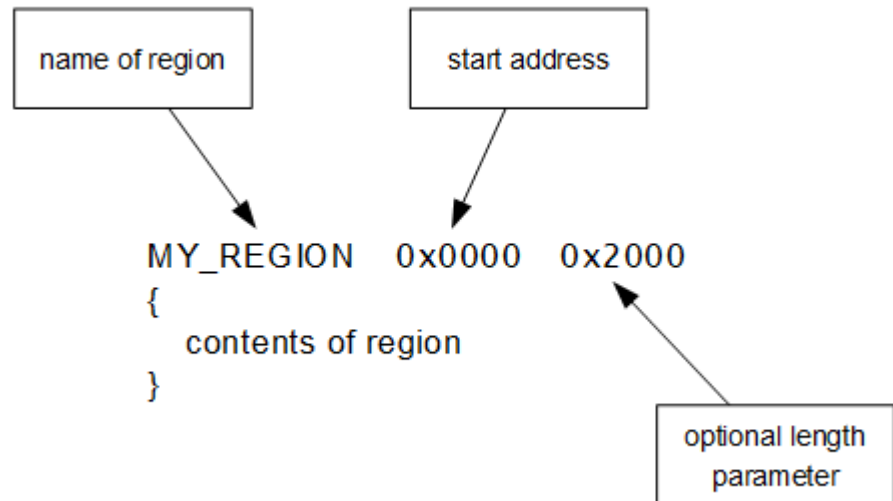 name of region
start address
MY_REGION 0x0000 0x2000
{
contents of region
}
optional length
parameter